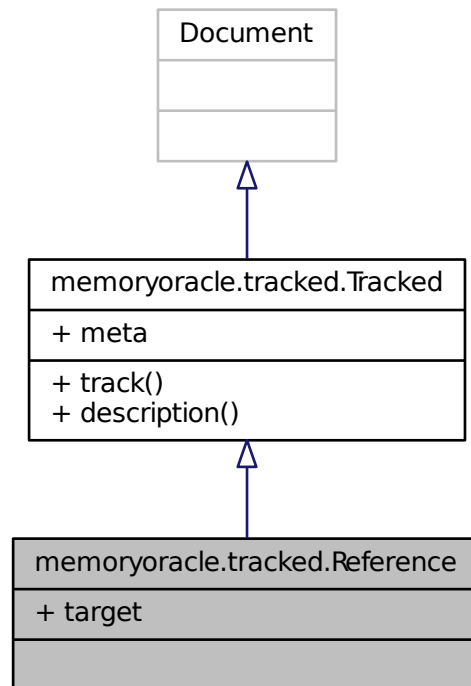 Document
memoryoracle.tracked.Tracked
+ meta
+ track()
+ description()
memoryoracle.tracked.Reference
+ target